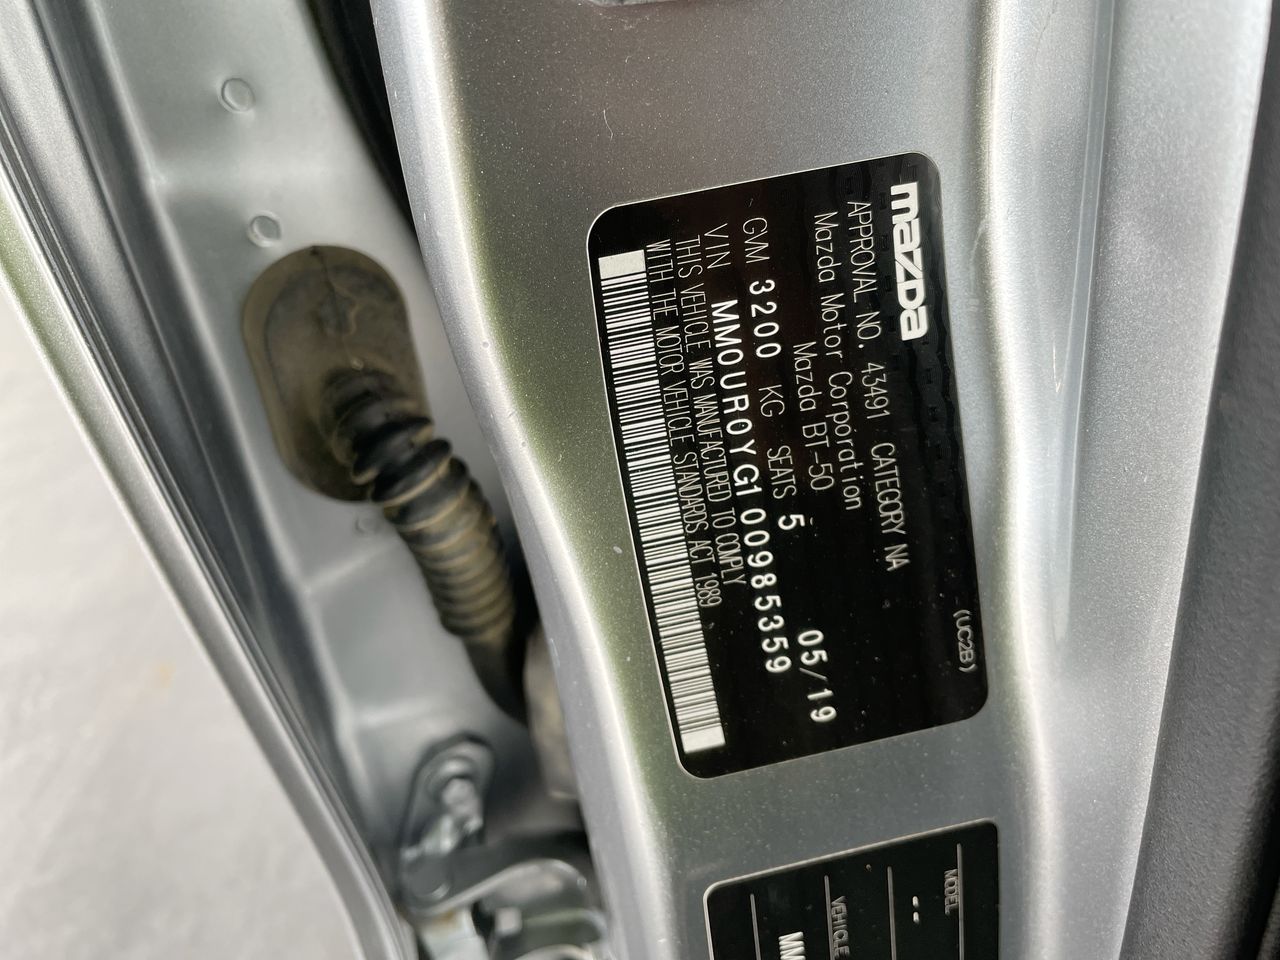 mazda
(UC2B)
APPROVAL NO. 43491 CATEGORY NA
Mazda Motor Corporation
Mazda BT-50
GVM 3200 KG SEATS 5 05/19
VIN MM0UR0YG100985359
THIS VEHICLE WAS MANUFACTURED TO COMPLY
WITH THE MOTOR VEHICLE STANDARDS ACT 1989
MODEL
VEHICLE
MM